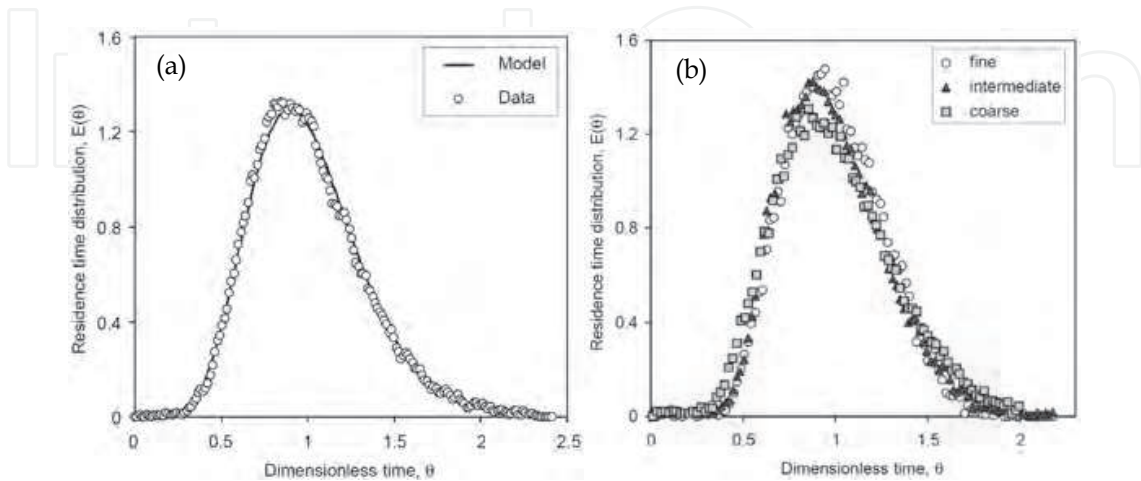 (a)
Model
Data
Residence time distribution, E(θ)
1.6
1.2
0.8
0.4
0
0
0.5
1
1.5
2
2.5
Dimensionless time, θ
(b)
fine
intermediate
coarse
Residence time distribution, E(θ)
1.6
1.2
0.8
0.4
0
0
0.5
1
1.5
2
Dimensionless time, θ